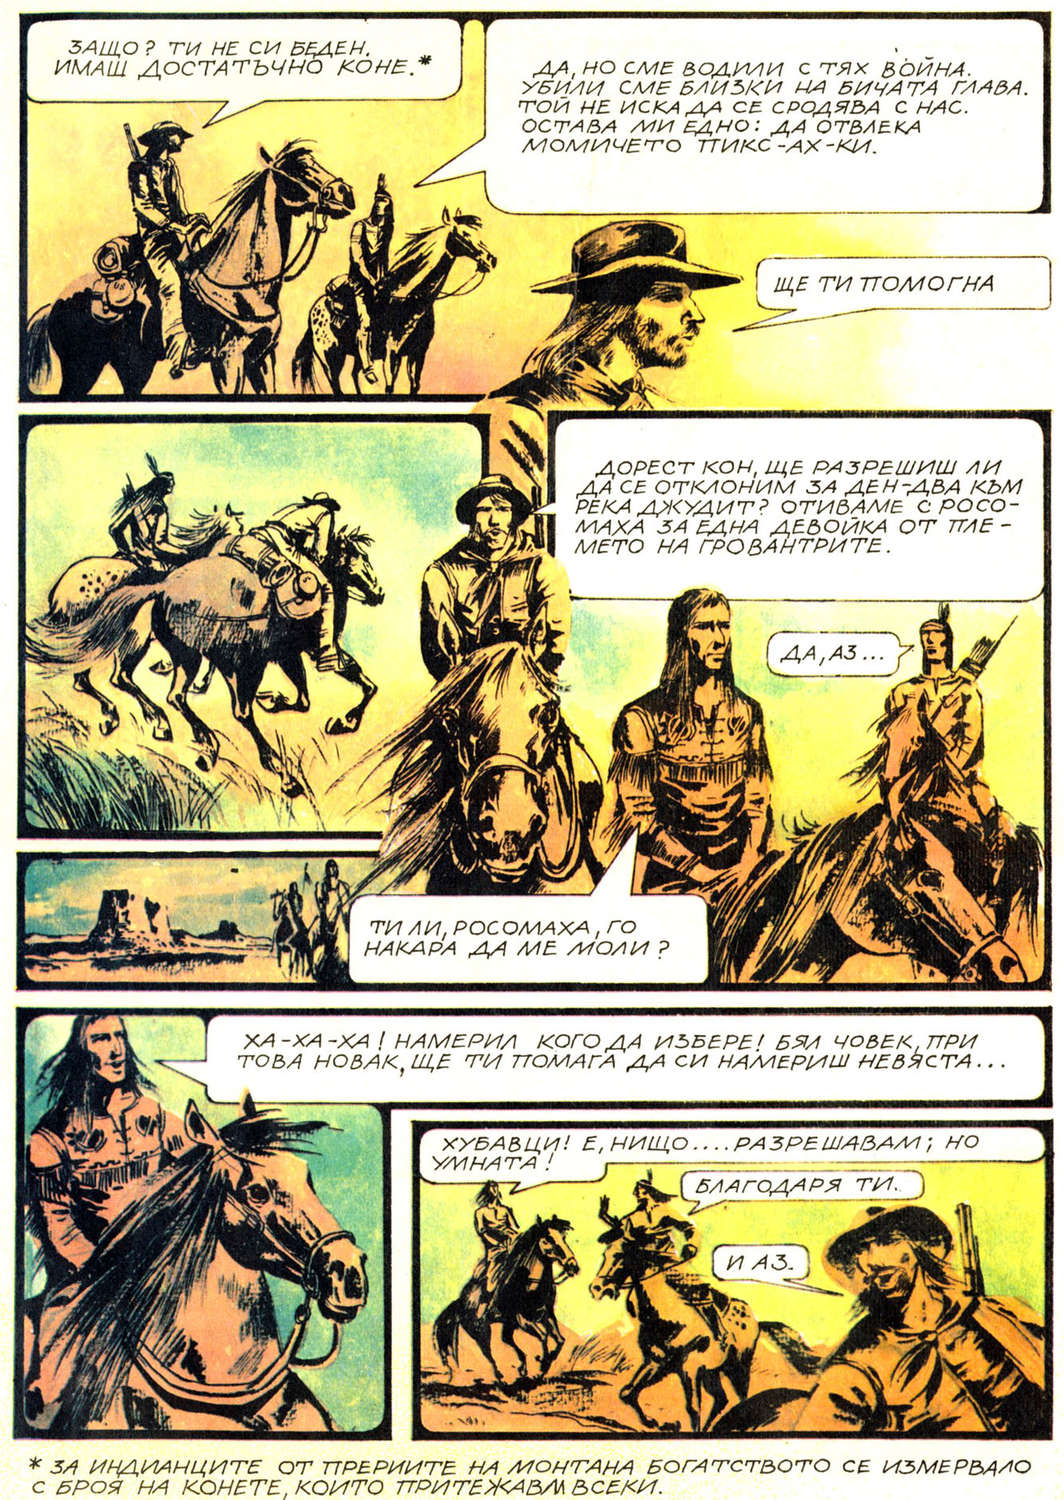 ЗАЩО? ТИ НЕ СИ БЕДЕН.
ИМАШ ДОСТАТЪЧНО КОНЕ.*
ДА, НО СМЕ ВОДИЛИ С ТЯХ ВОЙНА.
УБИЛИ СМЕ БЛИЗКИ НА БИЧАТА ГЛАВА.
ТОЙ НЕ ИСКА ДА СЕ СРОДЯВА С НАС.
ОСТАВА МИ ЕДНО: ДА ОТВЛЕКА
МОМИЧЕТО ПИКС-АХ-КИ.
ЩЕ ТИ ПОМОГНА
US
ДОРЕСТ КОН, ЩЕ РАЗРЕШИШ ЛИ
ДА СЕ ОТКЛОНИМ ЗА ДЕН-ДВА КЪМ
РЕКА ДЖУДИТ? ОТИВАМЕ С РОСО-
МАХА ЗА ЕДНА ДЕВОЙКА ОТ ПЛЕ-
МЕТО НА ГРОВАНТРИТЕ.
ДА, АЗ...
ТИ ЛИ, РОСОМАХА, ГО
НАКАРА ДА МЕ МОЛИ?
ХА-ХА-ХА! НАМЕРИЛ КОГО ДА ИЗБЕРЕ! БЯЛ ЧОВЕК, ПРИ
ТОВА НОВАК, ЩЕ ТИ ПОМАГА ДА СИ НАМЕРИШ НЕВЯСТА...
ХУБАВЦИ! Е, НИЩО.... РАЗРЕШАВАМ; НО
УМНАТА!
БЛАГОДАРЯ ТИ.
И АЗ.
* ЗА ИНДИАНЦИТЕ ОТ ПРЕРИИТЕ НА МОНТАНА БОГАТСТВОТО СЕ ИЗМЕРВАЛО
С БРОЯ НА КОНЕТЕ, КОИТО ПРИТЕЖАВАЛ ВСЕКИ.